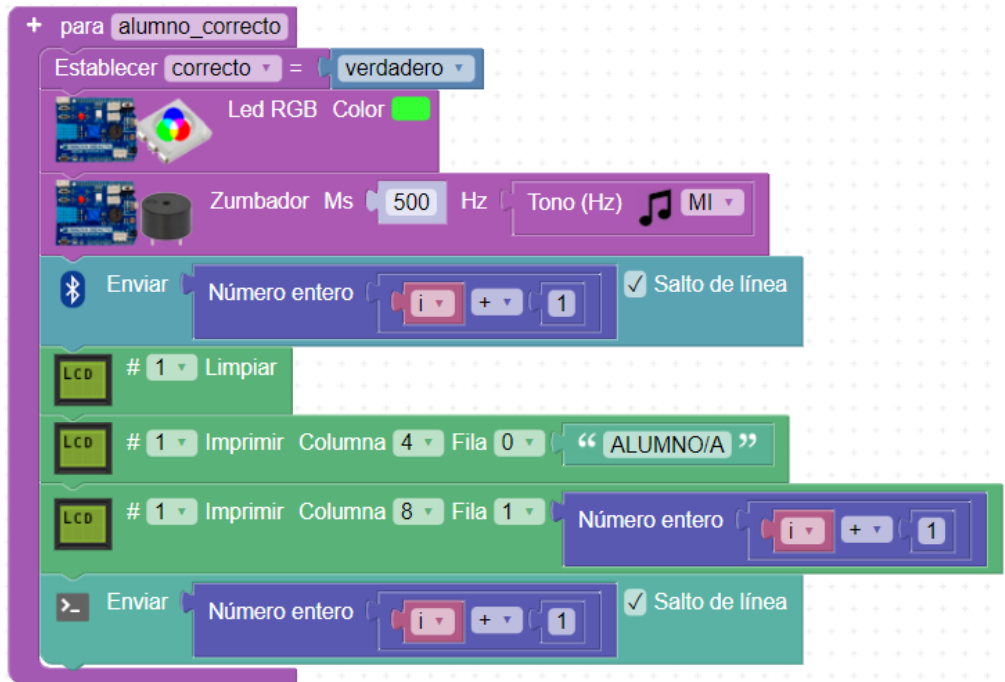 + para alumno_correcto
Establecer correcto = verdadero
Led RGB Color
Zumbador Ms 500 Hz Tono (Hz) MI
Enviar Número entero i + 1 Salto de línea
LCD # 1 Limpiar
LCD # 1 Imprimir Columna 4 Fila 0 “ ALUMNO/A ”
LCD # 1 Imprimir Columna 8 Fila 1 Número entero i + 1
>_ Enviar Número entero i + 1 Salto de línea